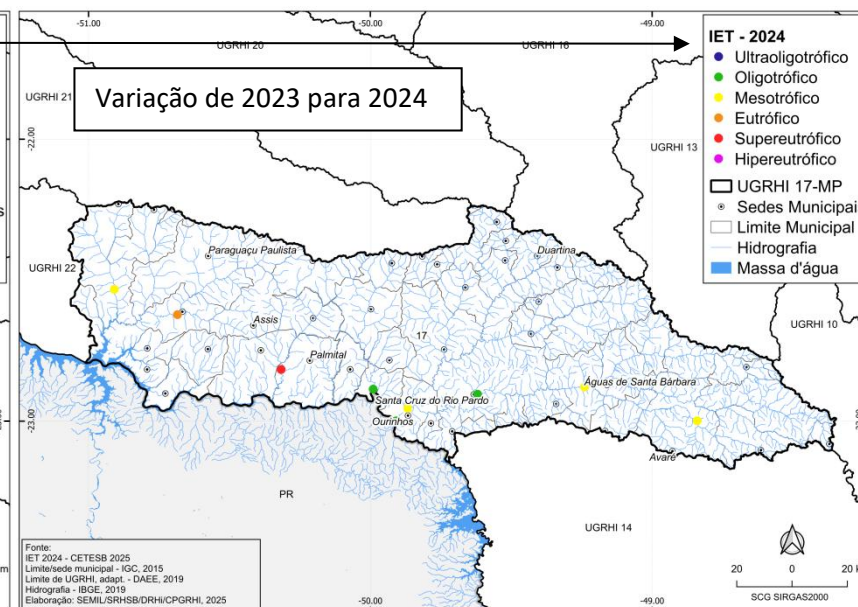 -51.00
-50.00
-49.00
UGRHI 20
UGRHI 16
UGRHI 21
Variação de 2023 para 2024
-22.00
UGRHI 13
IET - 2024
Ultraoligotrófico
Oligotrófico
Mesotrófico
Eutrófico
Supereutrófico
Hipereutrófico
UGRHI 17-MP
Sedes Municipai
Limite Municipal
Hidrografia
Massa d'água
UGRHI 22
Paraguaçu Paulista
Duartina
UGRHI 10
Assis
17
Palmital
Águas de Santa Bárbara
Santa Cruz do Rio Pardo
Ourinhos
-23.00
Avaré
PR
UGRHI 14
Fonte:
IET 2024 - CETESB 2025
Limite/sede municipal - IGC, 2015
Limite de UGRHI, adapt. - DAEE, 2019
Hidrografia - IBGE, 2019
Elaboração: SEMIL/SRHSB/DRHi/CPGRHI, 2025
20 0 20 k
SCG SIRGAS2000
-50.00
-49.00